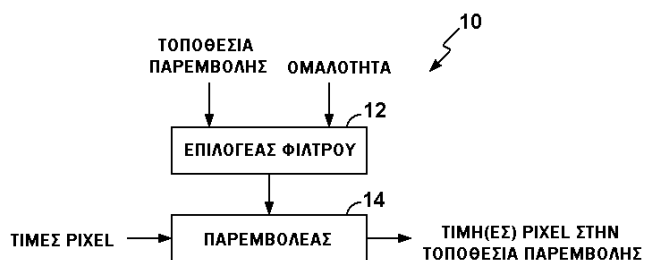 10
ΤΟΠΟΘΕΣΙΑ
ΠΑΡΕΜΒΟΛΗΣ
ΟΜΑΛΟΤΗΤΑ
12
ΕΠΙΛΟΓΕΑΣ ΦΙΛΤΡΟΥ
14
ΤΙΜΕΣ PIXEL
ΠΑΡΕΜΒΟΛΕΑΣ
ΤΙΜΗ(ΕΣ) PIXEL ΣΤΗΝ
ΤΟΠΟΘΕΣΙΑ ΠΑΡΕΜΒΟΛΗΣ